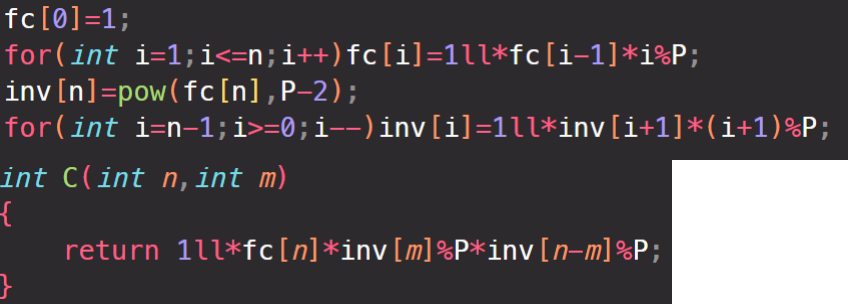 fc[0]=1;
for(int i=1;i<=n;i++)fc[i]=1ll*fc[i-1]*i%P;
inv[n]=pow(fc[n],P-2);
for(int i=n-1;i>=0;i--)inv[i]=1ll*inv[i+1]*(i+1)%P;
int C(int n,int m)
{
    return 1ll*fc[n]*inv[m]%P*inv[n-m]%P;
}